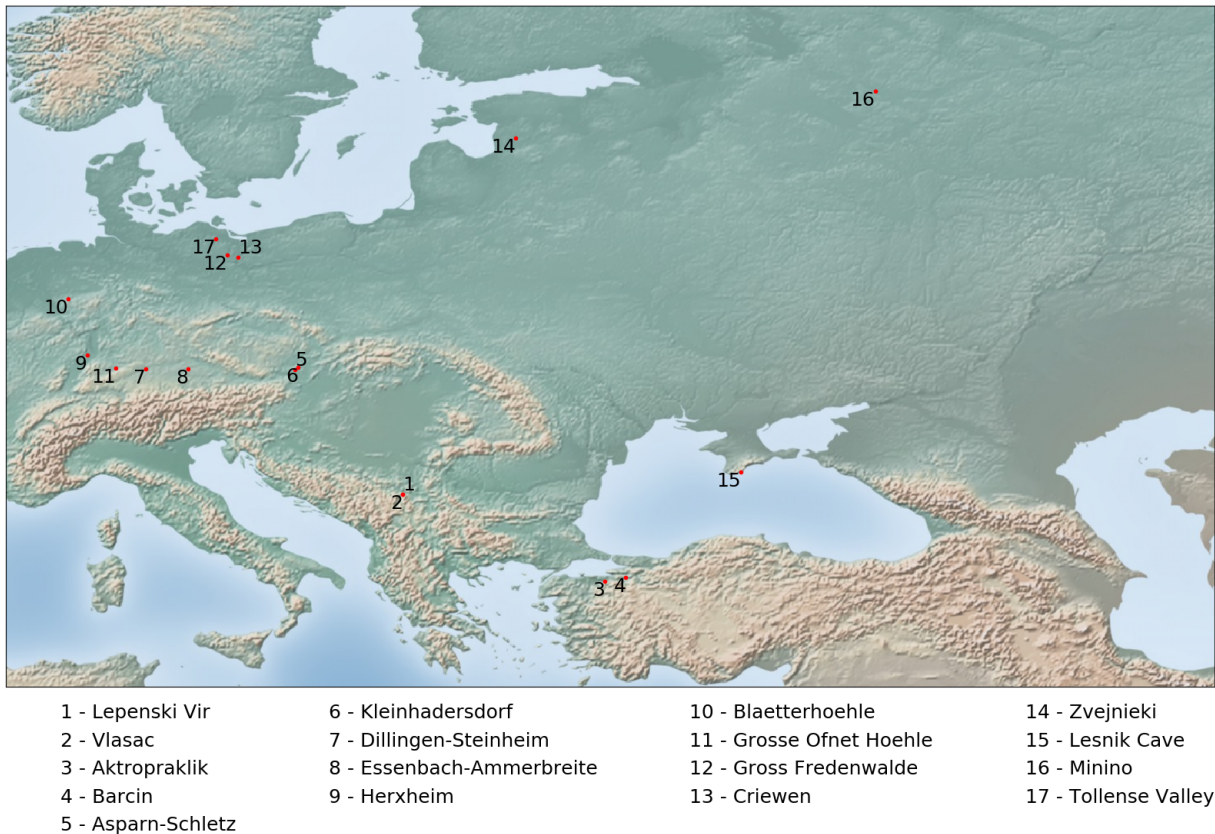 16
14
17
13
12
10
5
9
11
7
8
6
1
15
2
3
4
1 - Lepenski Vir
2 - Vlasac
3 - Aktropraklik
4 - Barcin
5 - Asparn-Schletz
6 - Kleinhadersdorf
7 - Dillingen-Steinheim
8 - Essenbach-Ammerbreite
9 - Herxheim
10 - Blaetterhoehle
11 - Grosse Ofnet Hoehle
12 - Gross Fredenwalde
13 - Criewen
14 - Zvejnieki
15 - Lesnik Cave
16 - Minino
17 - Tollense Valley